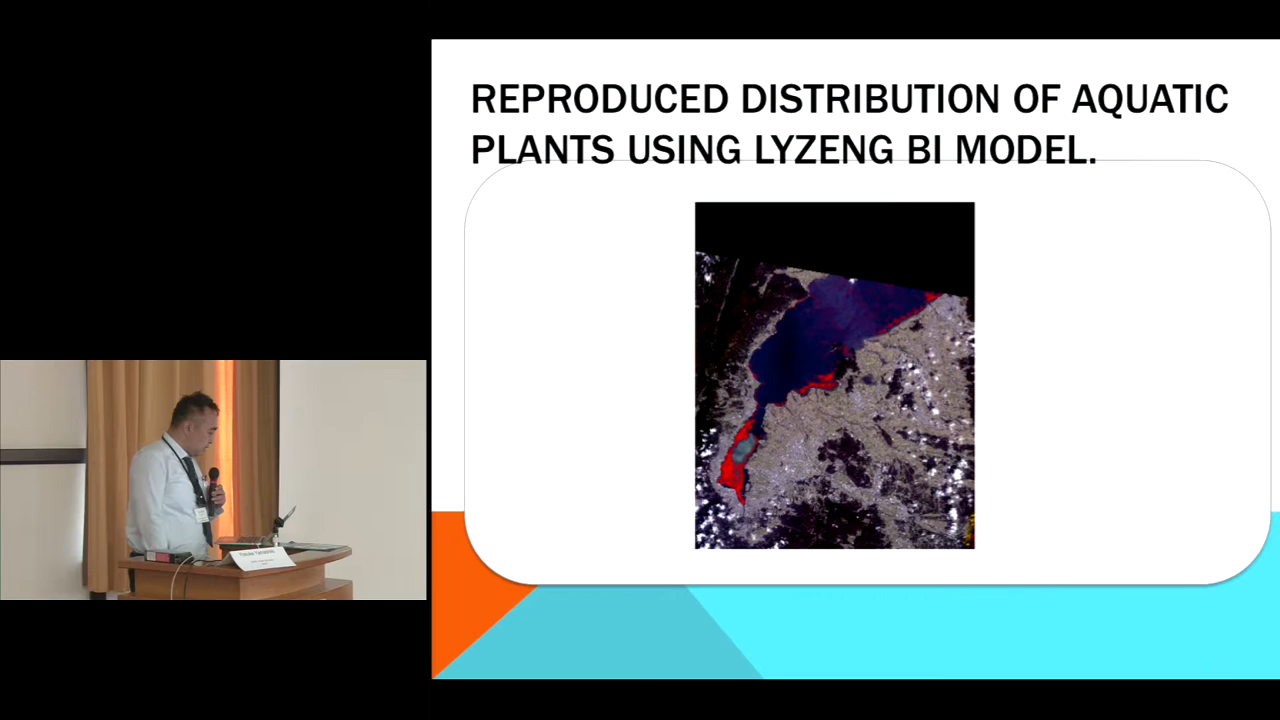 REPRODUCED DISTRIBUTION OF AQUATIC
PLANTS USING LYZENG BI MODEL.